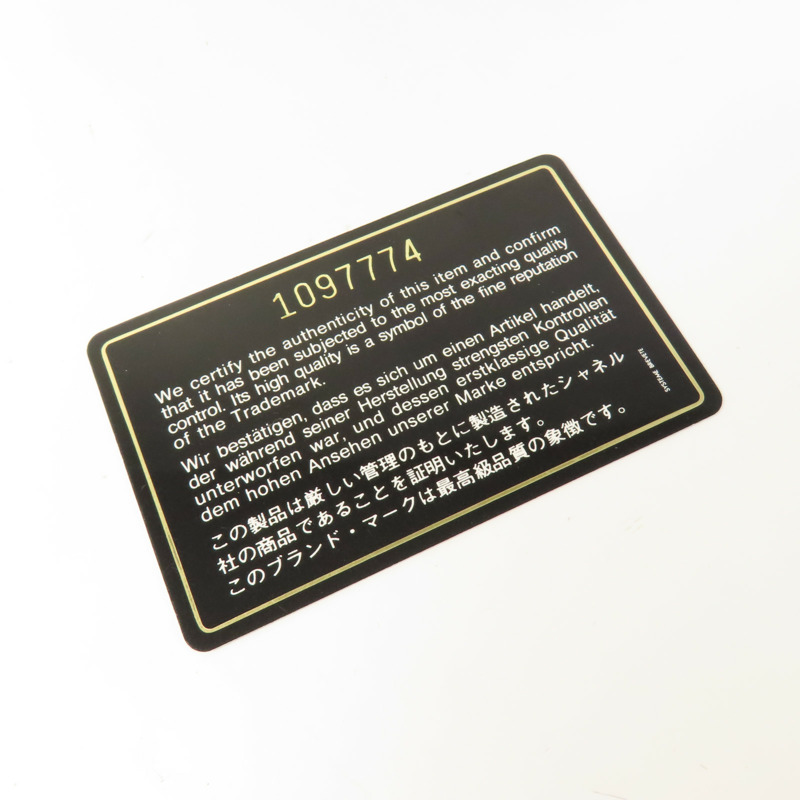 1097774
We certify the authenticity of this item and confirm
that it has been subjected to the most exacting quality
control. Its high quality is a symbol of the fine reputation
of the Trademark.
Wir bestätigen, dass es sich um einen Artikel handelt,
der während seiner Herstellung strengsten Kontrollen
unterworfen war, und dessen erstklassige Qualität
dem hohen Ansehen unserer Marke entspricht.
この製品は厳しい管理のもとに製造されたシャネル
社の商品であることを証明いたします。
このブランド・マークは最高級品質の象徴です。
SYSTEME BREVETE